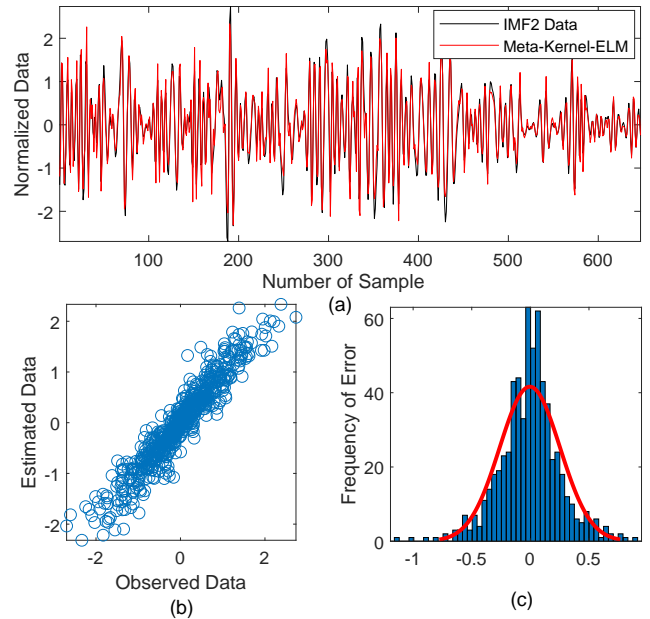 IMF2 Data
Meta-Kernel-ELM
Normalized Data
2
1
0
-1
-2
100 200 300 400 500 600
Number of Sample
(a)
Estimated Data
2
1
0
-1
-2
-2 0 2
Observed Data
(b)
Frequency of Error
60
40
20
0
-1 -0.5 0 0.5
(c)